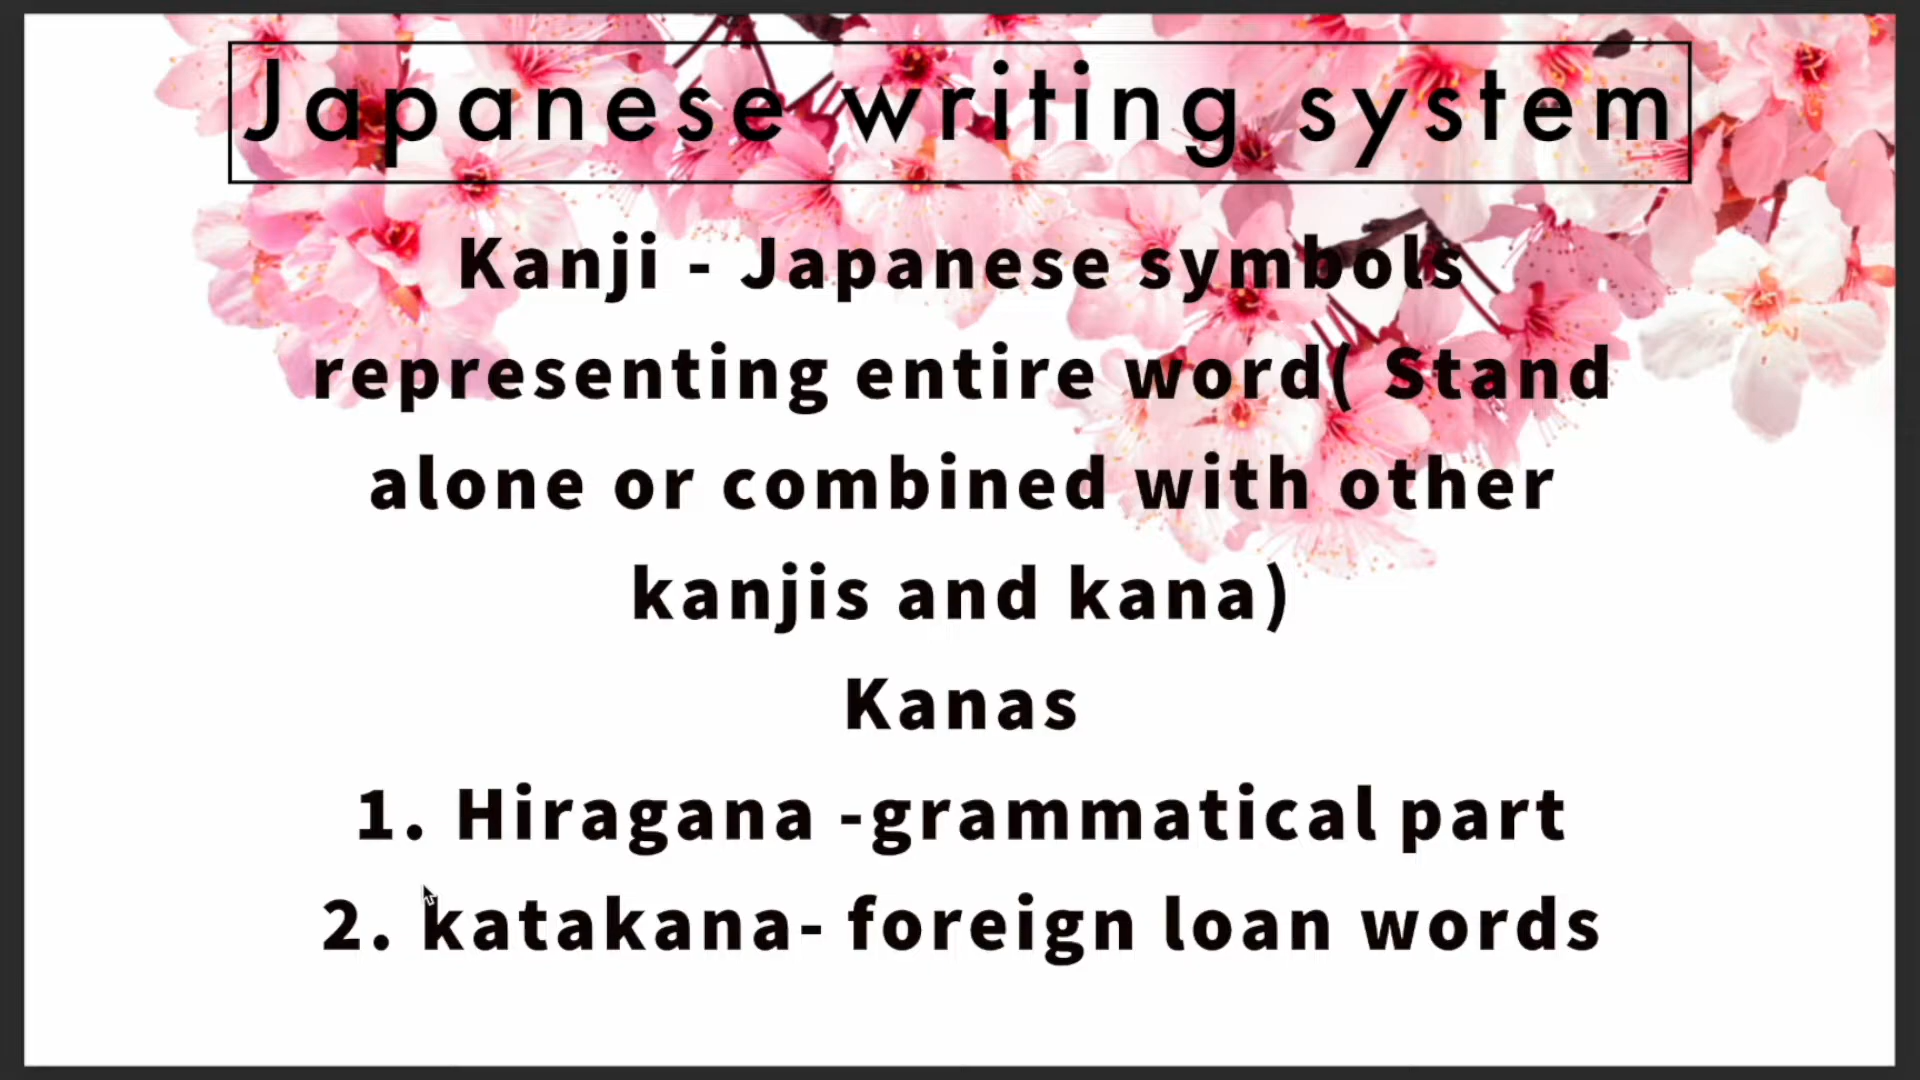 Japanese writing system
Kanji - Japanese symbols
representing entire word( Stand
alone or combined with other
kanjis and kana)
Kanas
1. Hiragana -grammatical part
2. katakana- foreign loan words